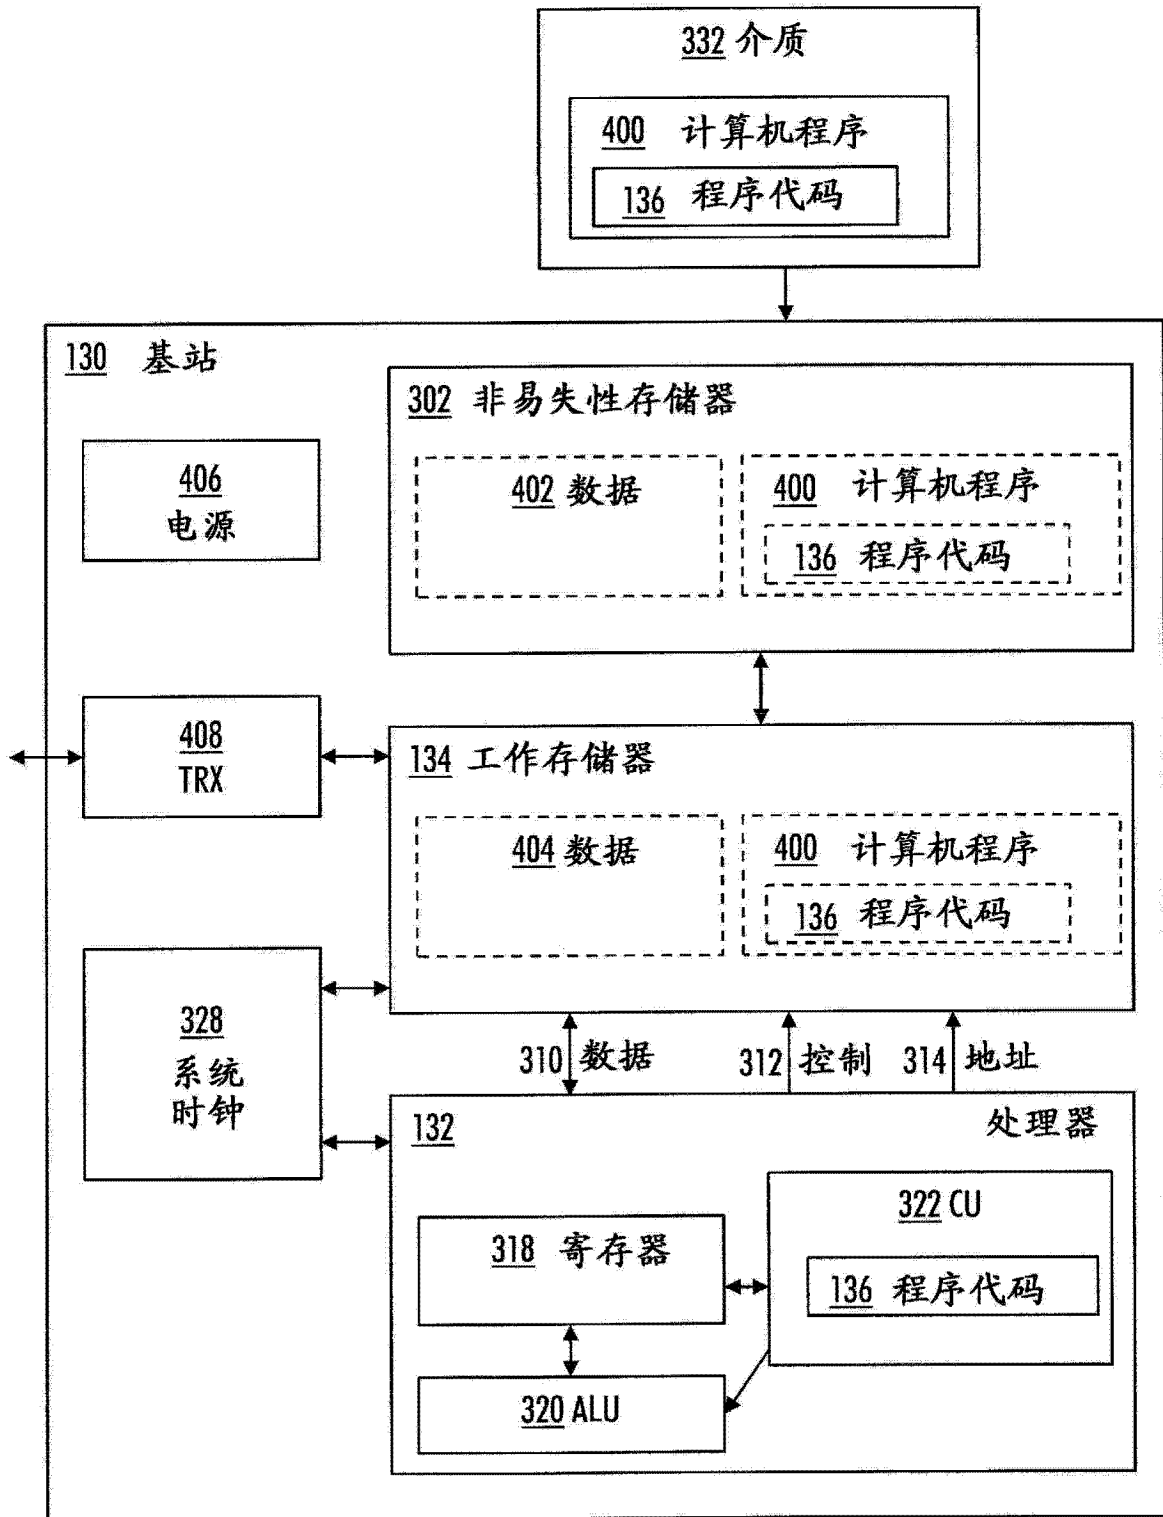 332 介质
400 计算机程序
136 程序代码
130 基站
302 非易失性存储器
406
电源
402 数据
400 计算机程序
136 程序代码
408
TRX
134 工作存储器
404 数据
400 计算机程序
136 程序代码
328
系统
时钟
310 数据
312 控制
314 地址
132 处理器
322 CU
318 寄存器
136 程序代码
320 ALU